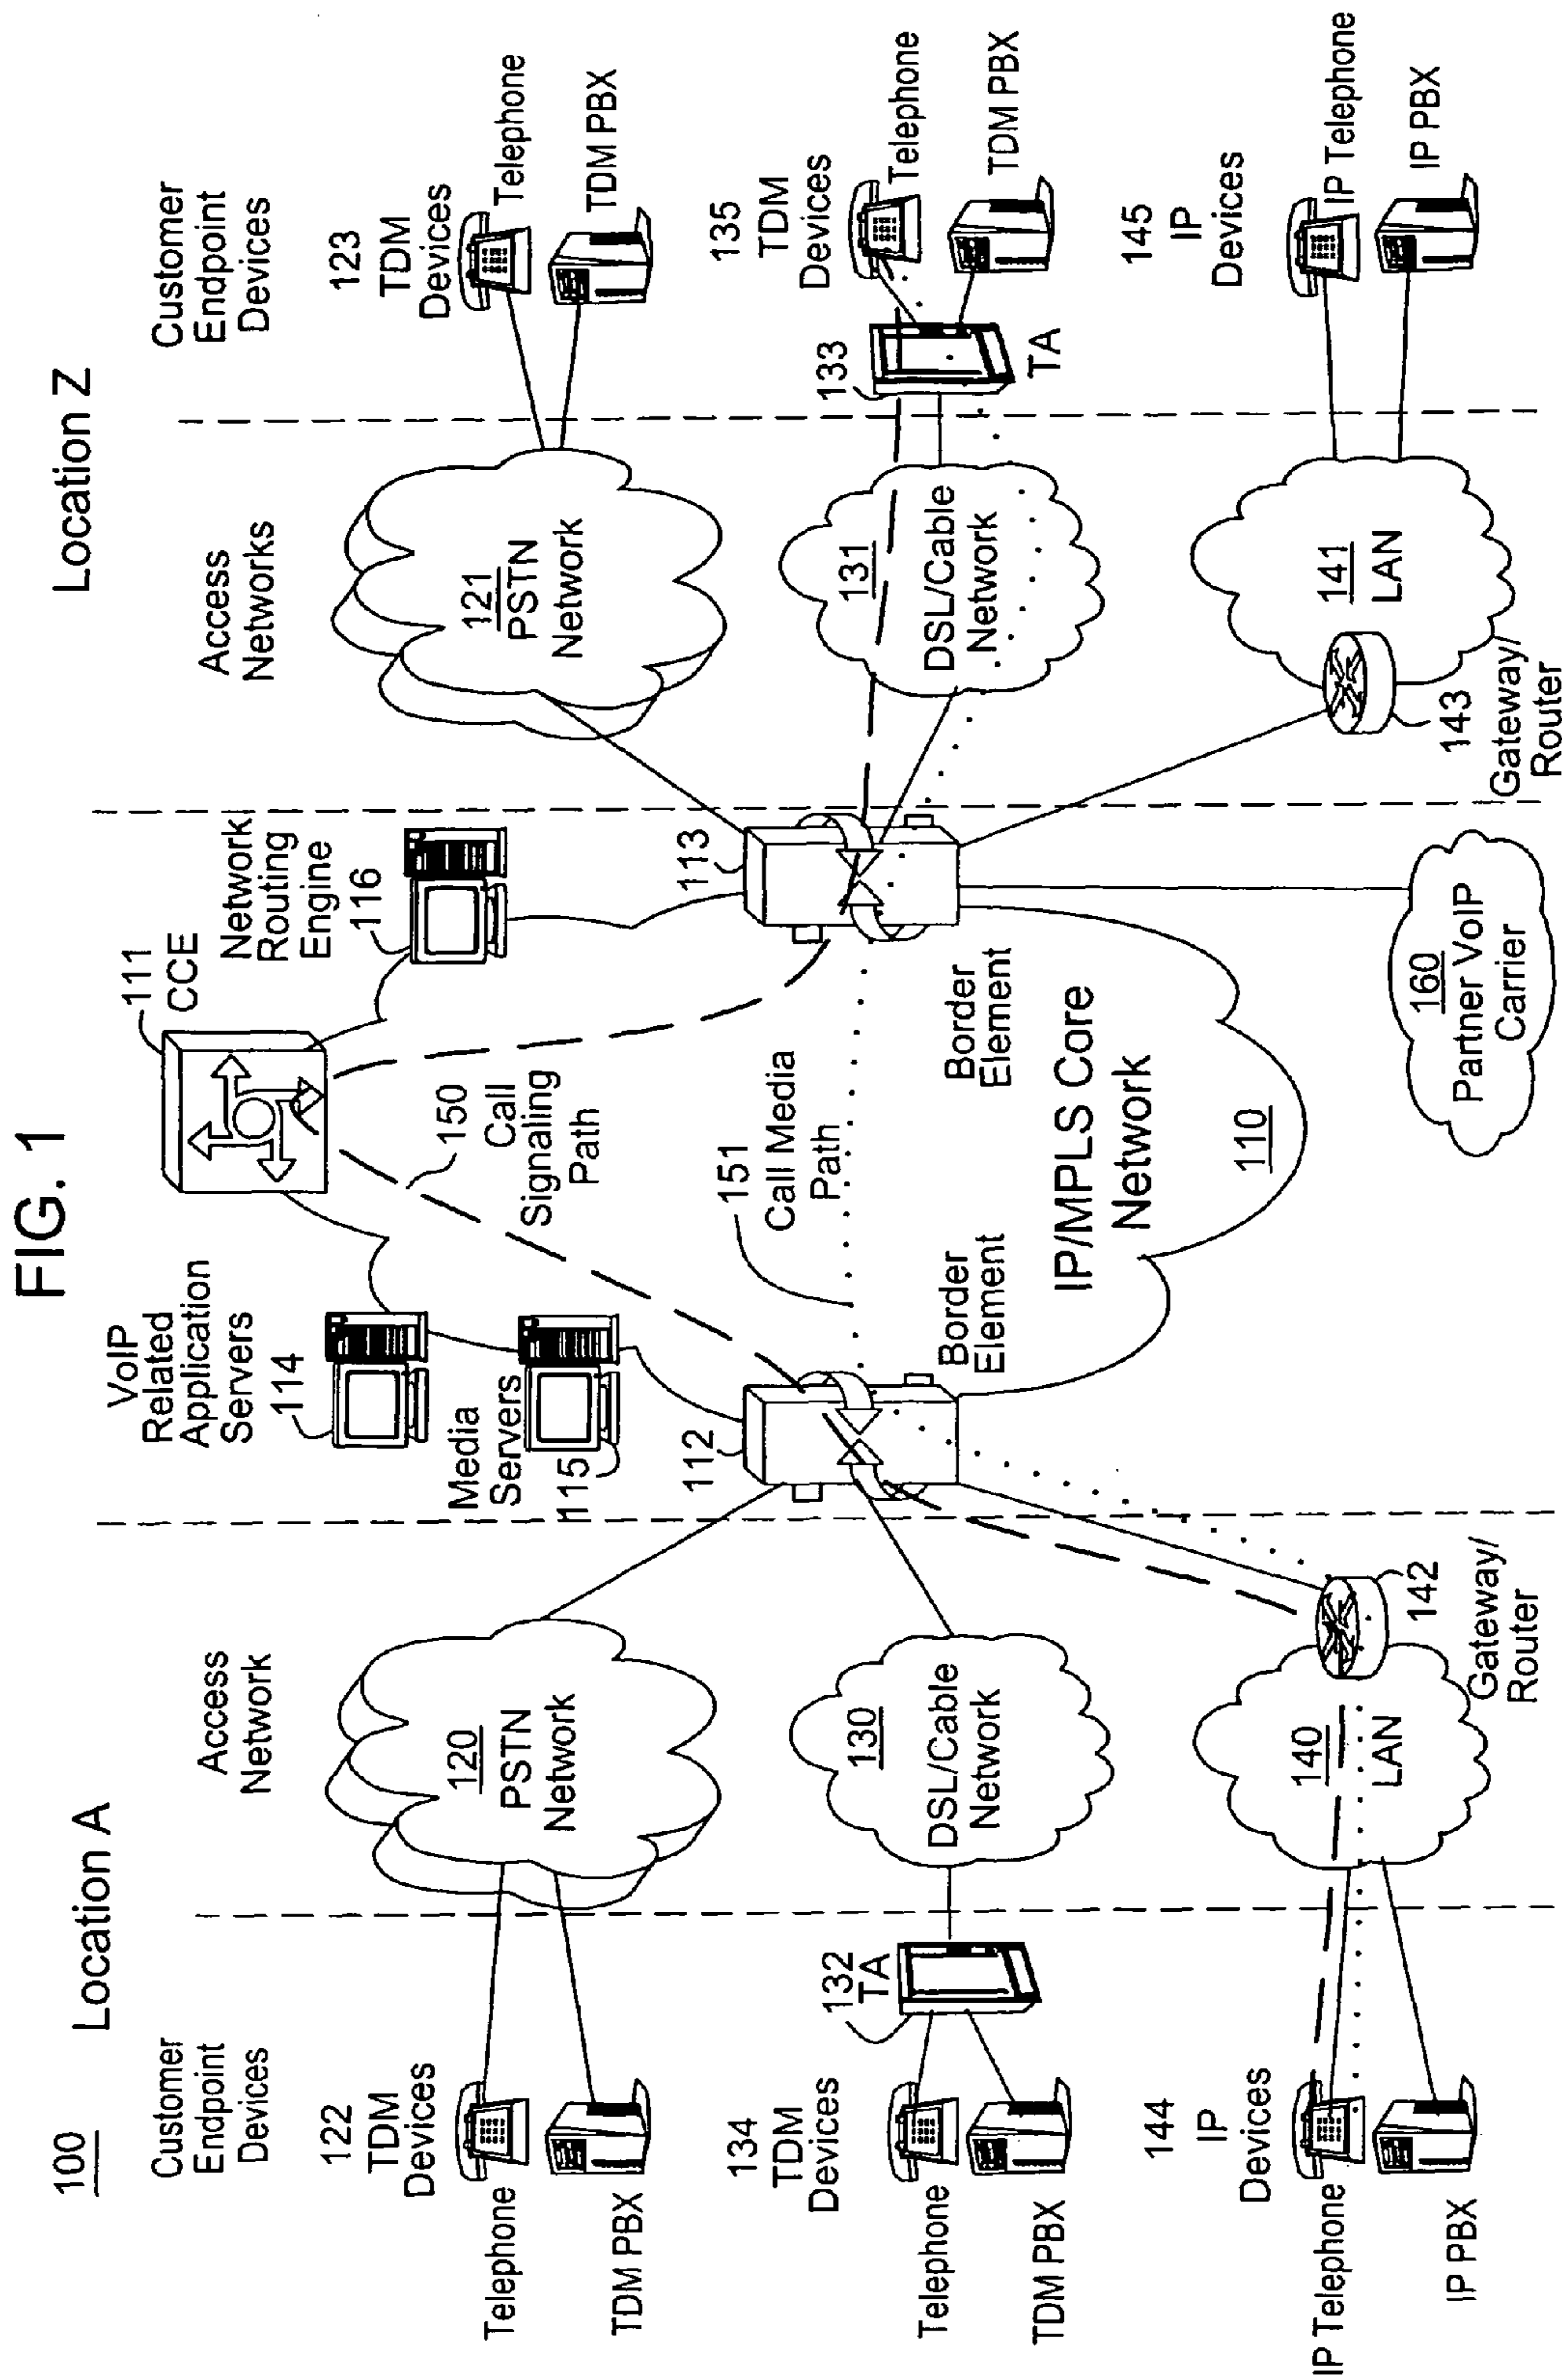 FIG. 1
100
Location A
Location Z
Customer
Endpoint
Devices
Access
Network
VoIP
Related
Application
Servers
114
111
CCE
Network
Routing
Engine
116
Access
Networks
Customer
Endpoint
Devices
122
TDM
Devices
Telephone
TDM PBX
120
PSTN
Network
Media
Servers
115
150
Call
Signaling
Path
121
PSTN
Network
123
TDM
Devices
Telephone
TDM PBX
134
TDM
Devices
Telephone
TDM PBX
132
TA
130
DSL/Cable
Network
112
Border
Element
151
Call Media
Path
113
Border
Element
131
DSL/Cable
Network
133
TA
135
TDM
Devices
Telephone
TDM PBX
IP/MPLS Core
Network
110
144
IP
Devices
IP Telephone
IP PBX
140
LAN
142
Gateway/
Router
160
Partner VoIP
Carrier
143
Gateway/
Router
141
LAN
145
IP
Devices
IP Telephone
IP PBX